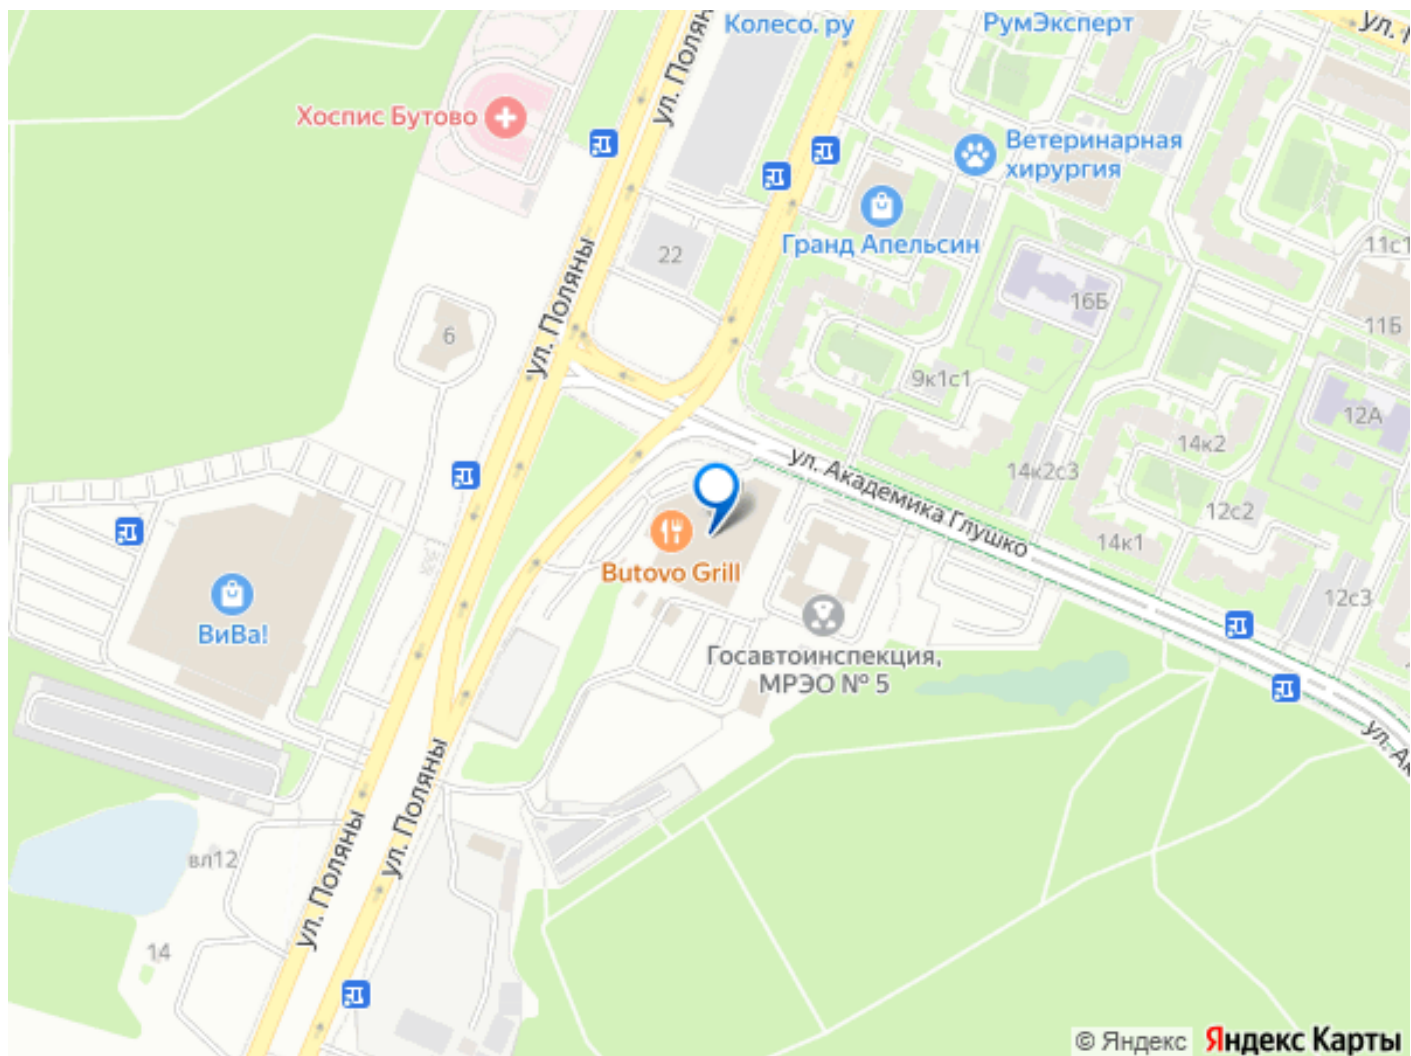 Колесо. ру
РумЭксперт
ул. Поляны
Хоспис Бутово
Ветеринарная
хирургия
Гранд Апельсин
22
11с1
16Б
ул. Поляны
6
11Б
9к1с1
12А
14к2
ул. Академика Глушко
14к2с3
12с2
14к1
Butovo Grill
12с3
ВиВа!
Госавтоинспекция,
МРЭО № 5
ул. Поляны
ул. Поляны
вл12
14
© Яндекс
Яндекс Карты